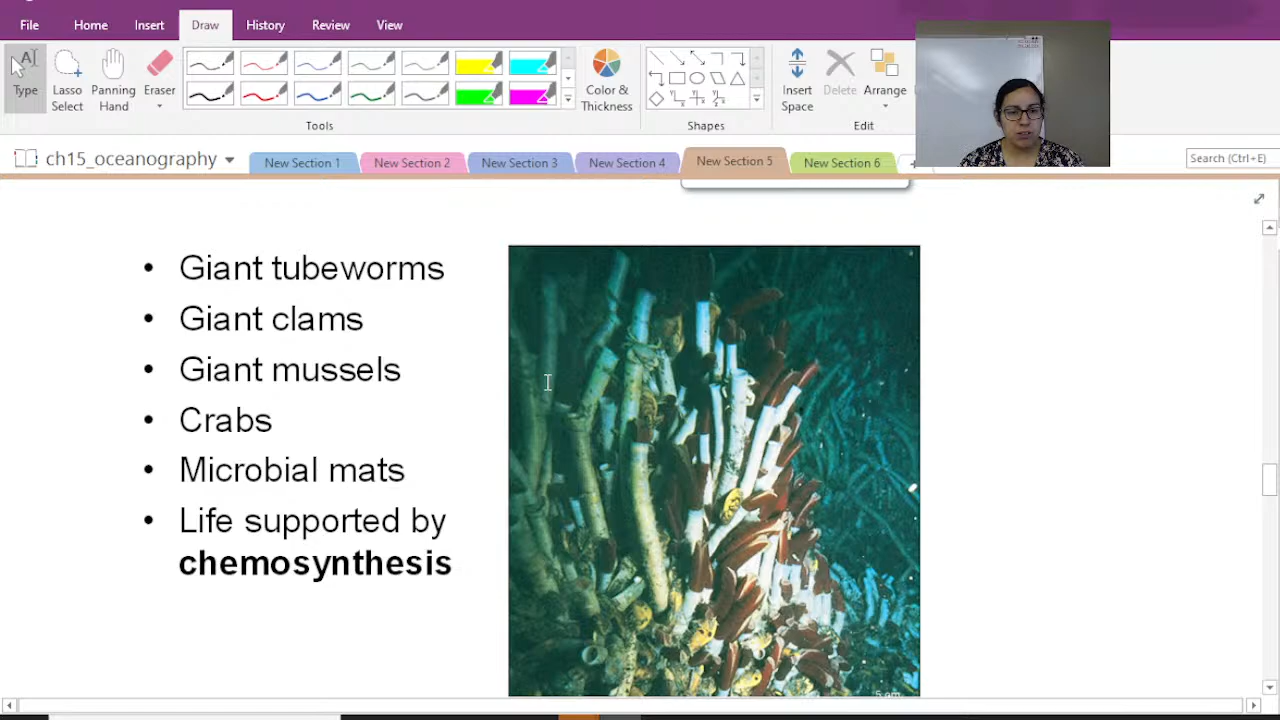 File Home Insert Draw History Review View
Type
Lasso Select
Panning Hand
Eraser
Color & Thickness
Insert Space
Delete
Arrange
Tools
Shapes
Edit
ch15_oceanography
New Section 1
New Section 2
New Section 3
New Section 4
New Section 5
New Section 6
Search (Ctrl+E)
• Giant tubeworms
• Giant clams
• Giant mussels
• Crabs
• Microbial mats
• Life supported by
chemosynthesis